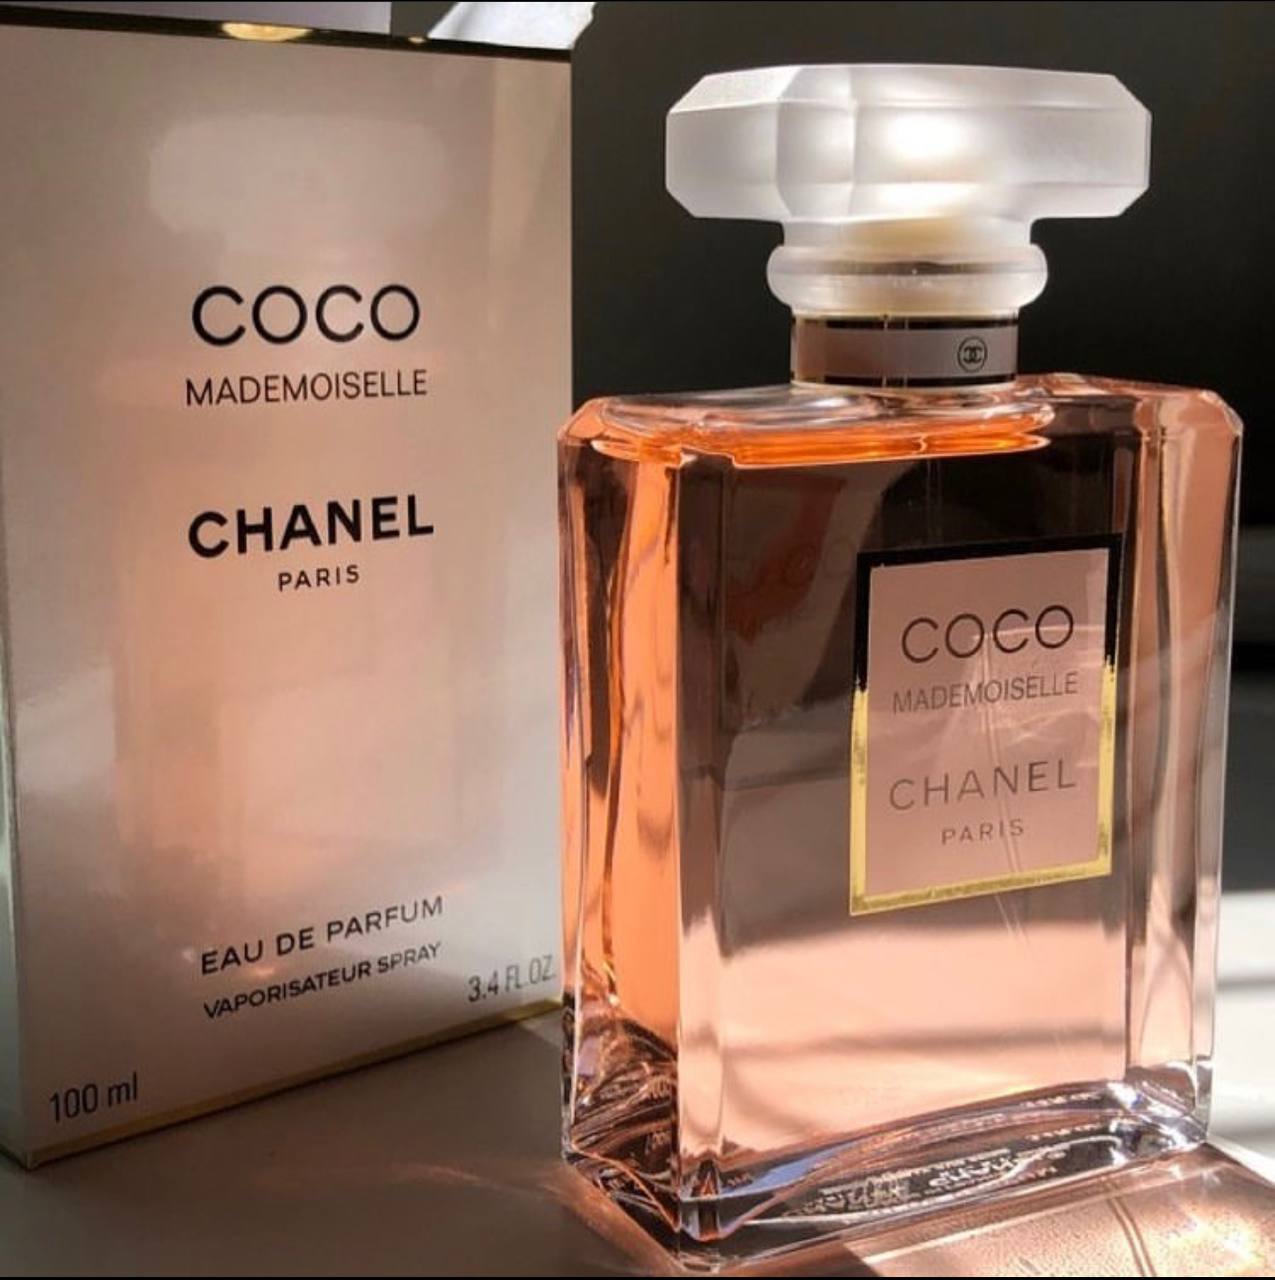 COCO
MADEMOISELLE
CHANEL
PARIS
EAU DE PARFUM
VAPORISATEUR SPRAY
3.4 FL.OZ.
100 ml
COCO
MADEMOISELLE
CHANEL
PARIS